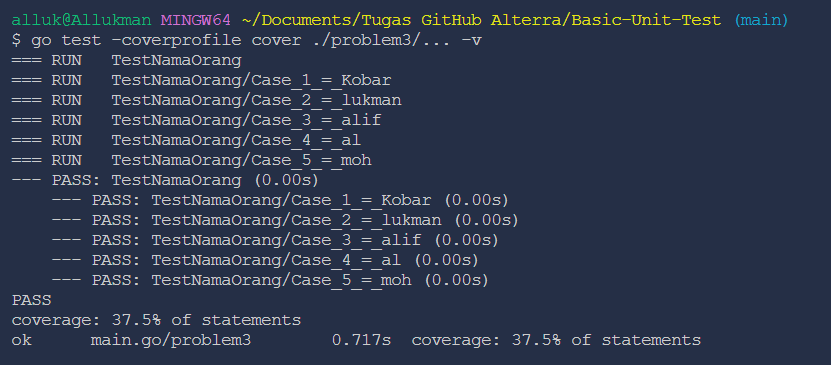 alluk@Allukman MINGW64 ~/Documents/Tugas GitHub Alterra/Basic-Unit-Test (main)
$ go test -coverprofile cover ./problem3/... -v
=== RUN   TestNamaOrang
=== RUN   TestNamaOrang/Case_1_=_Kobar
=== RUN   TestNamaOrang/Case_2_=_lukman
=== RUN   TestNamaOrang/Case_3_=_alif
=== RUN   TestNamaOrang/Case_4_=_al
=== RUN   TestNamaOrang/Case_5_=_moh
--- PASS: TestNamaOrang (0.00s)
    --- PASS: TestNamaOrang/Case_1_=_Kobar (0.00s)
    --- PASS: TestNamaOrang/Case_2_=_lukman (0.00s)
    --- PASS: TestNamaOrang/Case_3_=_alif (0.00s)
    --- PASS: TestNamaOrang/Case_4_=_al (0.00s)
    --- PASS: TestNamaOrang/Case_5_=_moh (0.00s)
PASS
coverage: 37.5% of statements
ok      main.go/problem3        0.717s  coverage: 37.5% of statements